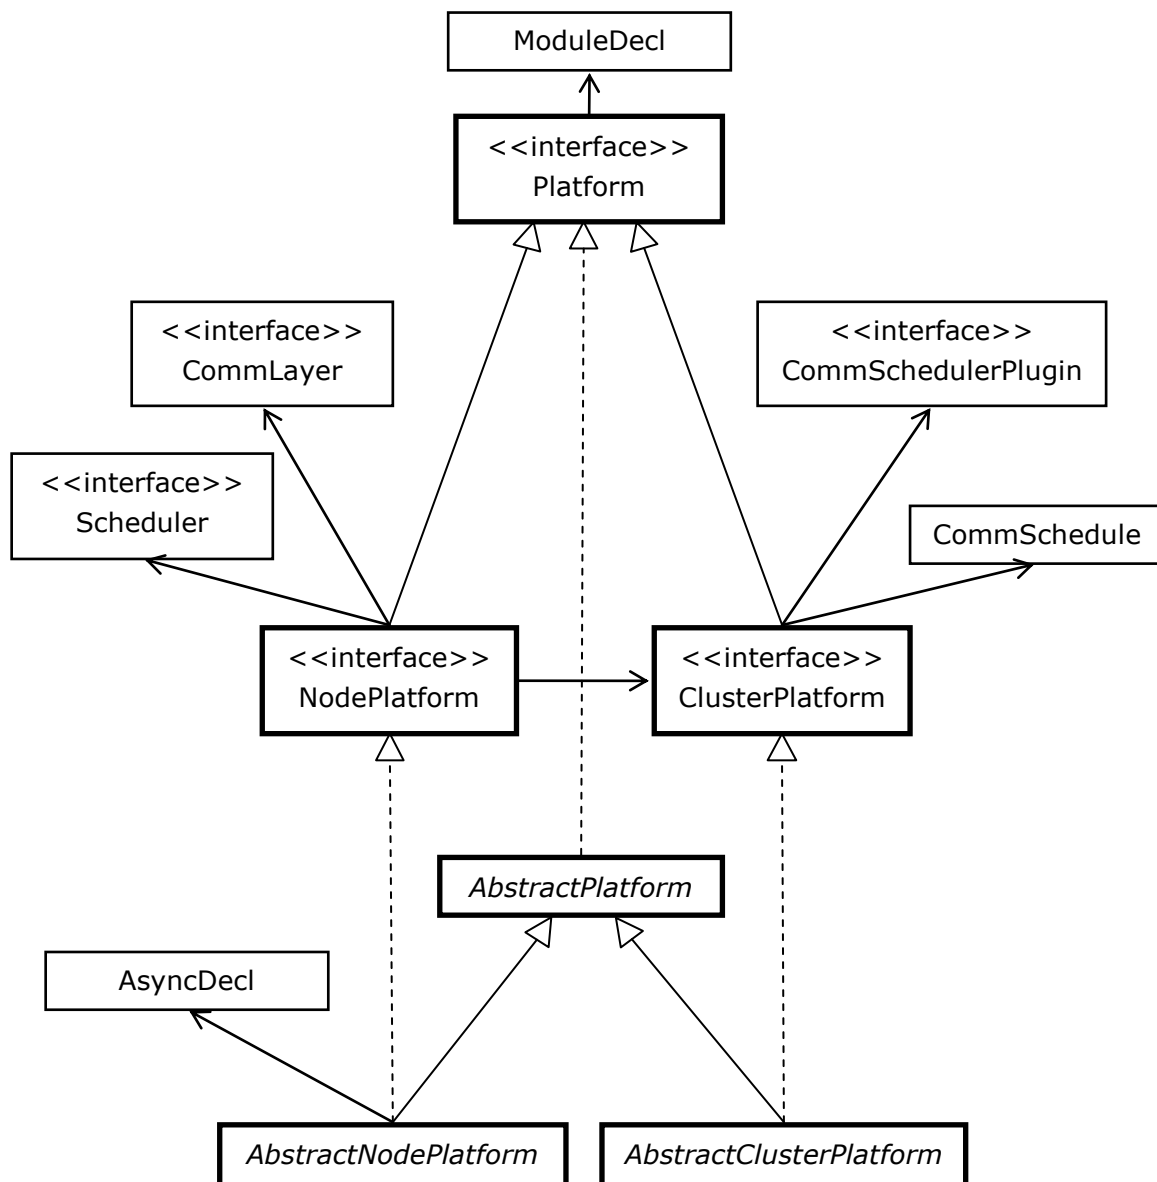 ModuleDecl
<<interface>>
Platform
<<interface>>
CommLayer
<<interface>>
CommSchedulerPlugin
<<interface>>
Scheduler
CommSchedule
<<interface>>
NodePlatform
<<interface>>
ClusterPlatform
AbstractPlatform
AsyncDecl
AbstractNodePlatform
AbstractClusterPlatform